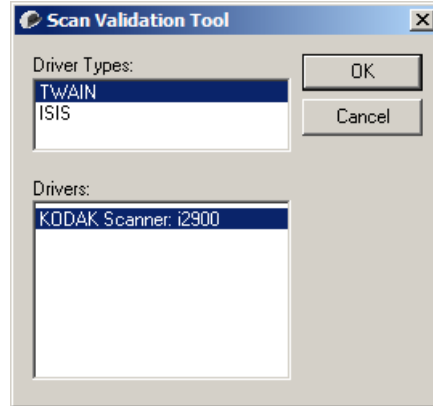 Scan Validation Tool
Driver Types:
TWAIN
ISIS
OK
Cancel
Drivers:
KODAK Scanner: i2900